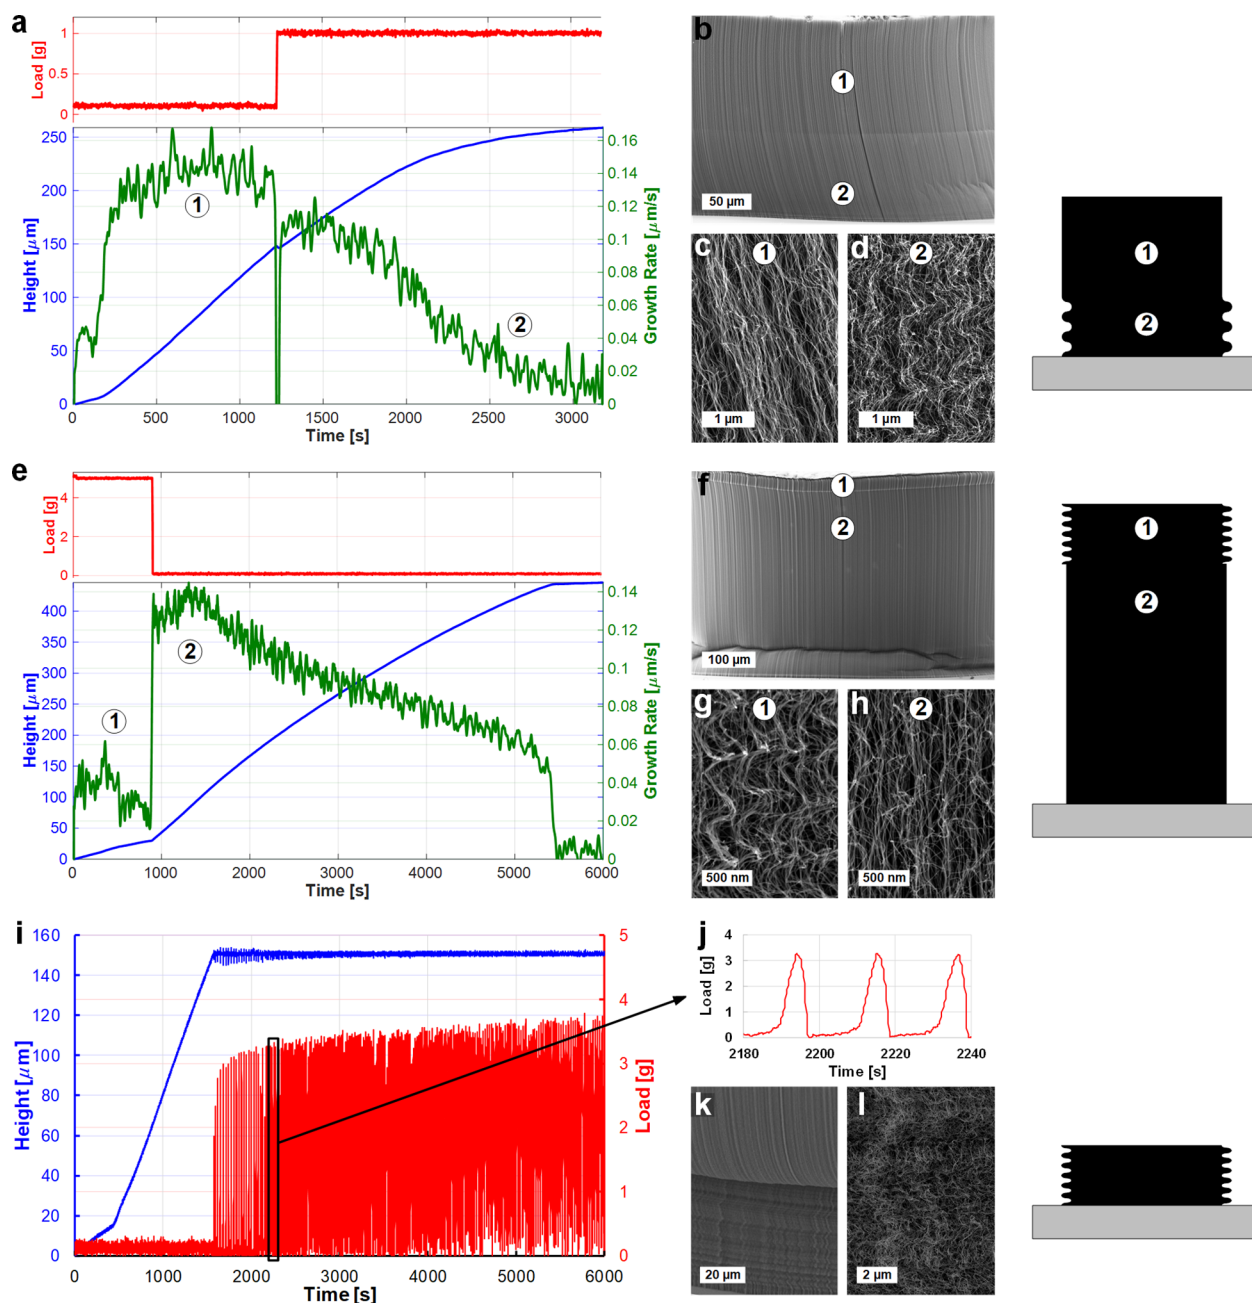 a
Load [g]
1
0.5
0
Height [μm]
250
200
150
100
50
0
0.16
0.14
0.12
0.1
0.08
0.06
0.04
0.02
0
Growth Rate [μm/s]
1
2
0 500 1000 1500 2000 2500 3000
Time [s]
b
1
2
50 μm
c
1
1 μm
d
2
1 μm
1
2
e
Load [g]
4
2
0
Height [μm]
400
350
300
250
200
150
100
50
0
0.14
0.12
0.1
0.08
0.06
0.04
0.02
0
Growth Rate [μm/s]
1
2
0 1000 2000 3000 4000 5000 6000
Time [s]
f
1
2
100 μm
g
1
500 nm
h
2
500 nm
1
2
i
Height [μm]
160
140
120
100
80
60
40
20
0
5
4
3
2
1
0
Load [g]
0 1000 2000 3000 4000 5000 6000
Time [s]
j
Load [g]
4
3
2
1
0
2180 2200 2220 2240
Time [s]
k
20 μm
l
2 μm